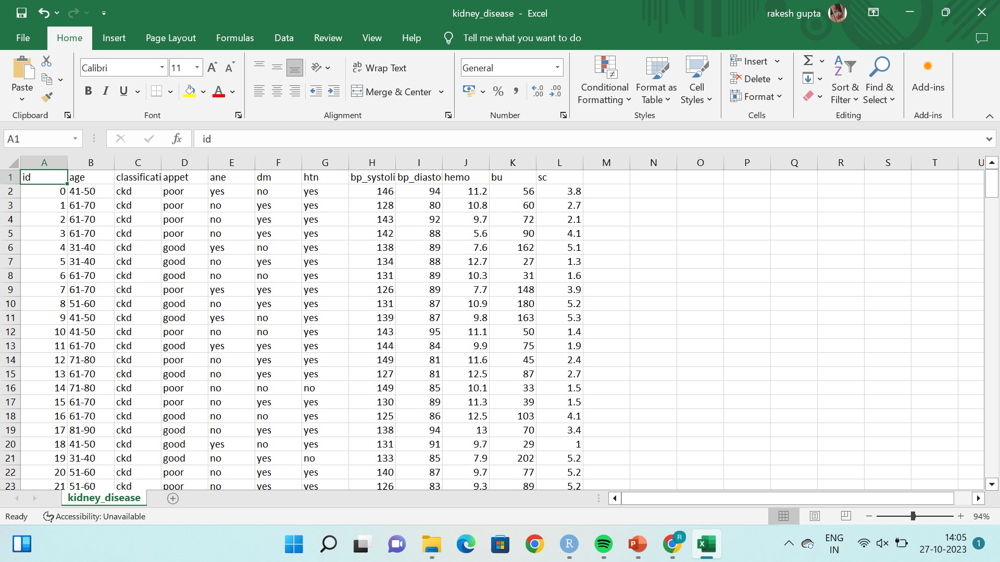 kidney_disease - Excel
rakesh gupta
File Home Insert Page Layout Formulas Data Review View Help Tell me what you want to do
Paste
Clipboard
Calibri 11
B I U A
Font
ab Wrap Text
Merge & Center
Alignment
General
% , .00 .00
Number
Conditional Formatting
Format as Table
Cell Styles
Styles
Insert
Delete
Format
Cells
Sort & Filter
Find & Select
Editing
Add-ins
Add-ins
A1 fx id
A B C D E F G H I J K L M N O P Q R S T U
1 id age classificati appet ane dm htn bp_systoli bp_diasto hemo bu sc
2 0 41-50 ckd poor yes no yes 146 94 11.2 56 3.8
3 1 61-70 ckd poor no yes yes 128 80 10.8 60 2.7
4 2 61-70 ckd poor no yes yes 143 92 9.7 72 2.1
5 3 61-70 ckd poor no yes yes 142 88 5.6 90 4.1
6 4 31-40 ckd good yes no yes 138 89 7.6 162 5.1
7 5 31-40 ckd good no yes yes 134 88 12.7 27 1.3
8 6 61-70 ckd good no no yes 131 89 10.3 31 1.6
9 7 61-70 ckd poor yes yes yes 126 89 7.7 148 3.9
10 8 51-60 ckd good no yes yes 131 87 10.9 180 5.2
11 9 41-50 ckd good yes no yes 139 87 9.8 163 5.3
12 10 41-50 ckd poor no no yes 143 95 11.1 50 1.4
13 11 61-70 ckd good yes yes yes 144 84 9.9 75 1.9
14 12 71-80 ckd poor no yes yes 149 81 11.6 45 2.4
15 13 61-70 ckd good no yes yes 127 81 12.5 87 2.7
16 14 71-80 ckd poor no no no 149 85 10.1 33 1.5
17 15 61-70 ckd poor no yes yes 130 89 11.3 39 1.5
18 16 61-70 ckd good no no yes 125 86 12.5 103 4.1
19 17 81-90 ckd good no yes yes 138 94 13 70 3.4
20 18 41-50 ckd good yes no yes 131 91 9.7 29 1
21 19 31-40 ckd good no yes no 133 85 7.9 202 5.2
22 20 51-60 ckd poor no yes yes 140 87 9.7 77 5.2
23 21 51-60 ckd poor no yes yes 126 83 9.3 89 5.2
kidney_disease
Ready Accessibility: Unavailable 94%
ENG
IN
14:05
27-10-2023
1